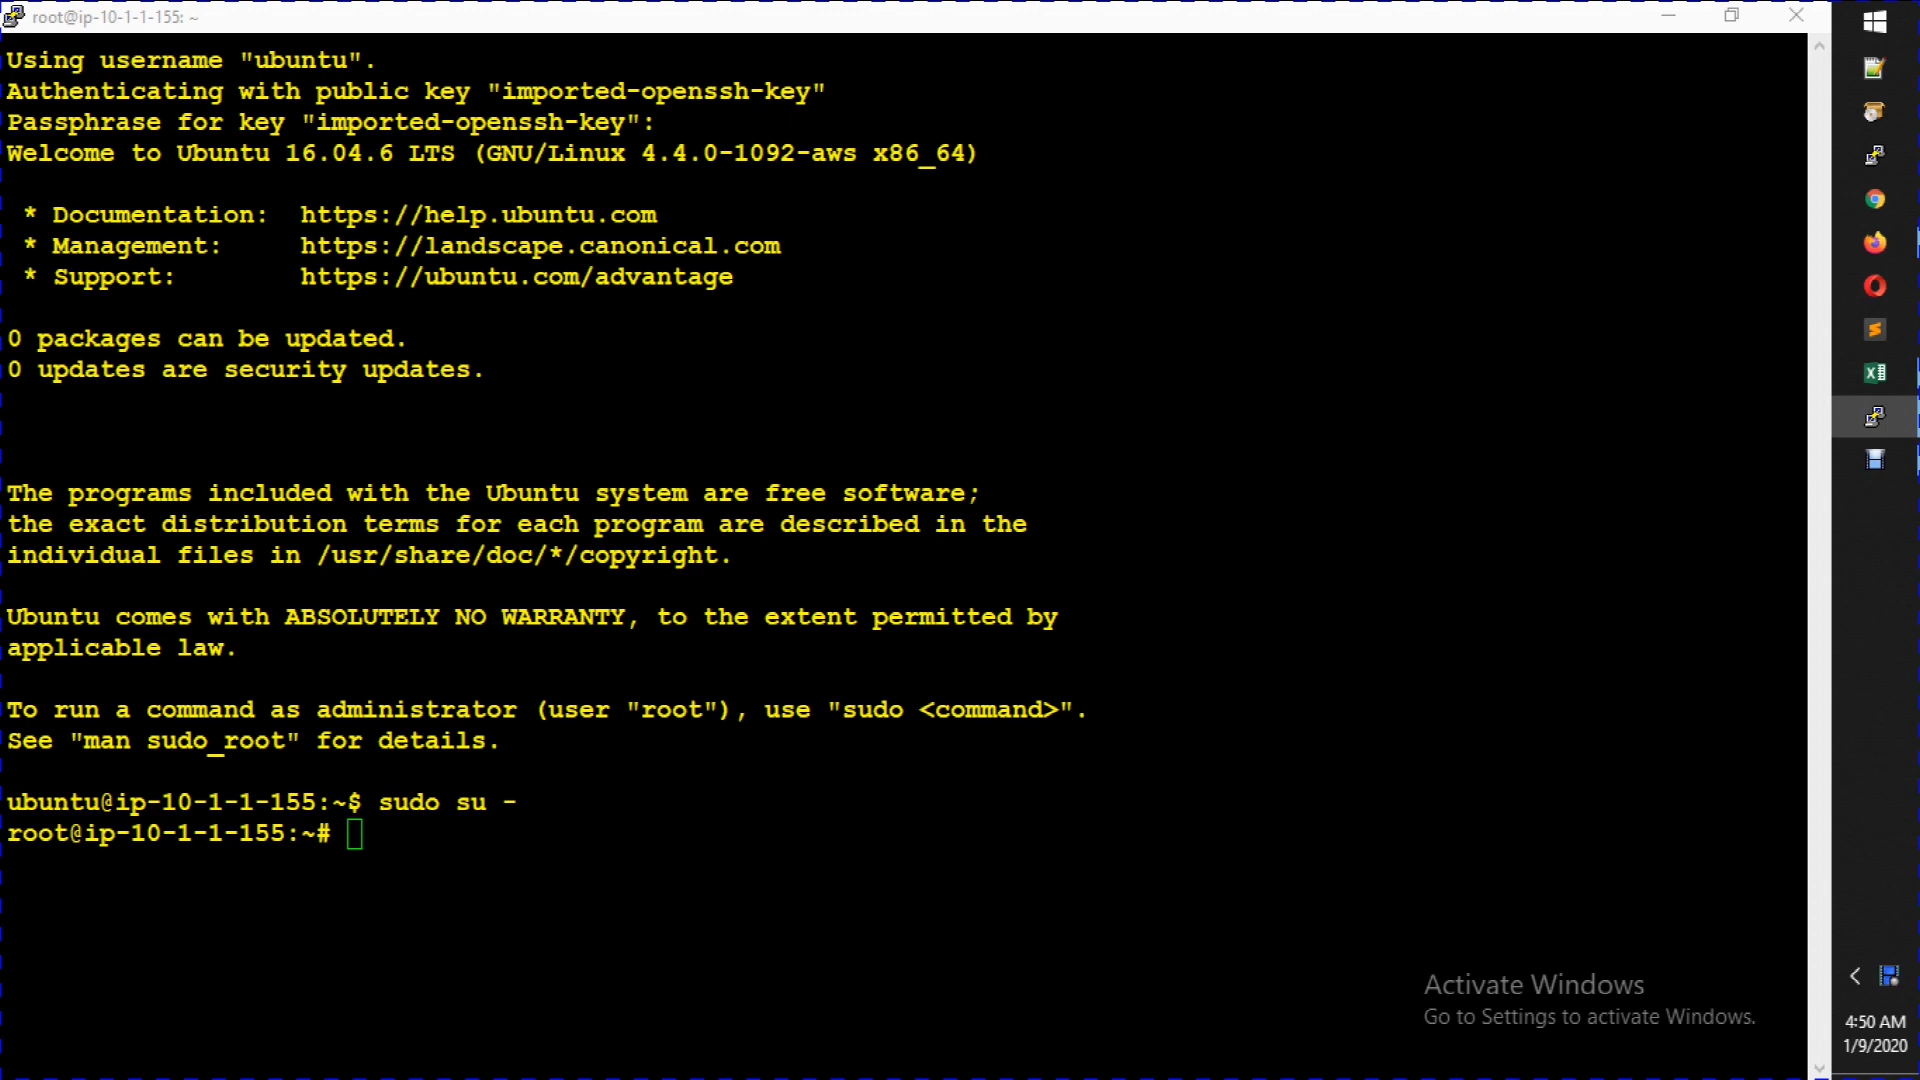 root@ip-10-1-1-155: ~
Using username "ubuntu".
Authenticating with public key "imported-openssh-key"
Passphrase for key "imported-openssh-key":
Welcome to Ubuntu 16.04.6 LTS (GNU/Linux 4.4.0-1092-aws x86_64)
* Documentation:  https://help.ubuntu.com
* Management:     https://landscape.canonical.com
* Support:        https://ubuntu.com/advantage
0 packages can be updated.
0 updates are security updates.
The programs included with the Ubuntu system are free software;
the exact distribution terms for each program are described in the
individual files in /usr/share/doc/*/copyright.
Ubuntu comes with ABSOLUTELY NO WARRANTY, to the extent permitted by
applicable law.
To run a command as administrator (user "root"), use "sudo <command>".
See "man sudo_root" for details.
ubuntu@ip-10-1-1-155:~$ sudo su -
root@ip-10-1-1-155:~#
Activate Windows
Go to Settings to activate Windows.
4:50 AM
1/9/2020